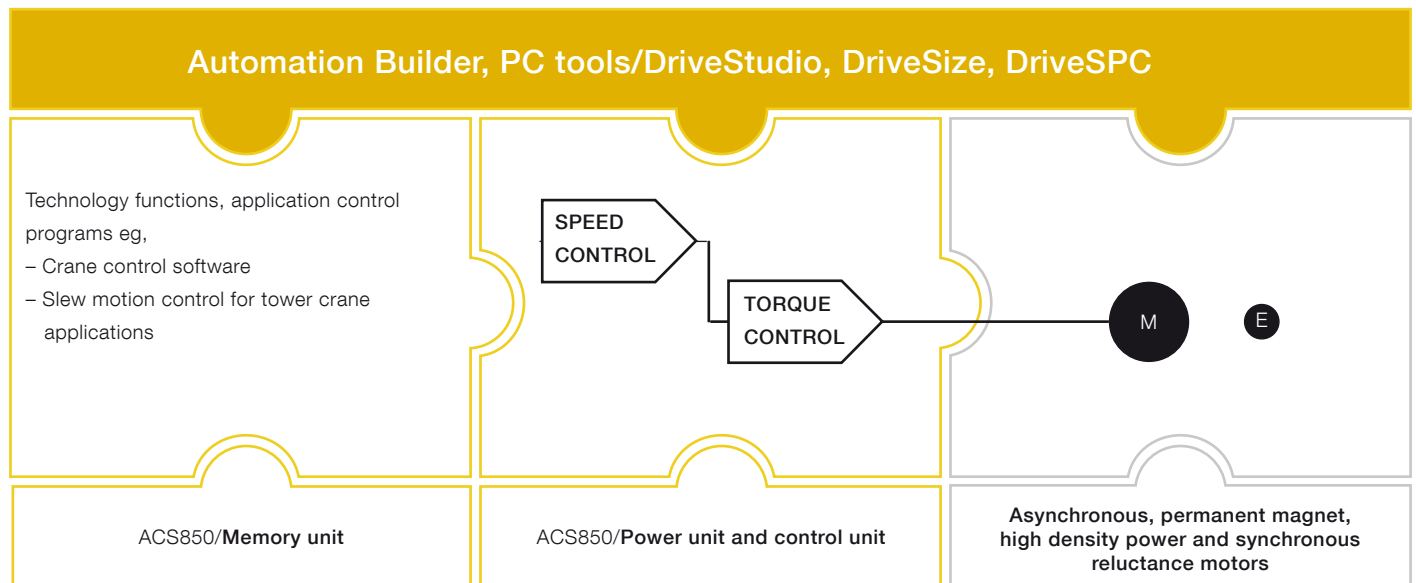 Automation Builder, PC tools/DriveStudio, DriveSize, DriveSPC
Technology functions, application control
programs eg,
– Crane control software
– Slew motion control for tower crane
applications
SPEED
CONTROL
TORQUE
CONTROL
M
E
ACS850/Memory unit
ACS850/Power unit and control unit
Asynchronous, permanent magnet,
high density power and synchronous
reluctance motors